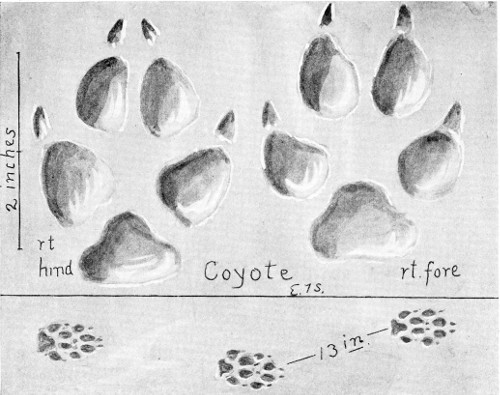 2 inches
rt
hind
Coyote
rt. fore
E.T.S.
13 in.